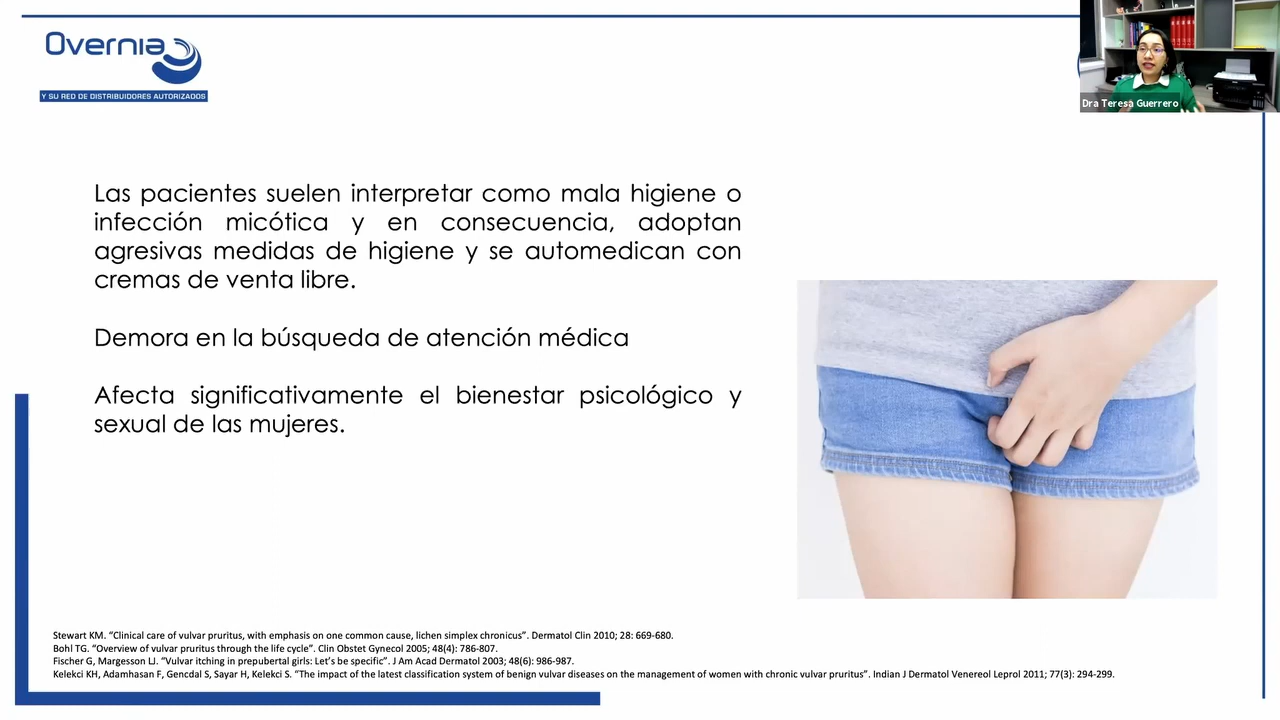 Overnia
Y SU RED DE DISTRIBUIDORES AUTORIZADOS
Dra Teresa Guerrero
Las pacientes suelen interpretar como mala higiene o
infección micótica y en consecuencia, adoptan
agresivas medidas de higiene y se automedican con
cremas de venta libre.
Demora en la búsqueda de atención médica
Afecta significativamente el bienestar psicológico y
sexual de las mujeres.
Stewart KM. “Clinical care of vulvar pruritus, with emphasis on one common cause, lichen simplex chronicus”. Dermatol Clin 2010; 28: 669-680.
Bohl TG. “Overview of vulvar pruritus through the life cycle”. Clin Obstet Gynecol 2005; 48(4): 786-807.
Fischer G, Margesson LJ. “Vulvar itching in prepubertal girls: Let’s be specific”. J Am Acad Dermatol 2003; 48(6): 986-987.
Kelekci KH, Adamhasan F, Gencdal S, Sayar H, Kelekci S. “The impact of the latest classification system of benign vulvar diseases on the management of women with chronic vulvar pruritus”. Indian J Dermatol Venereol Leprol 2011; 77(3): 294-299.